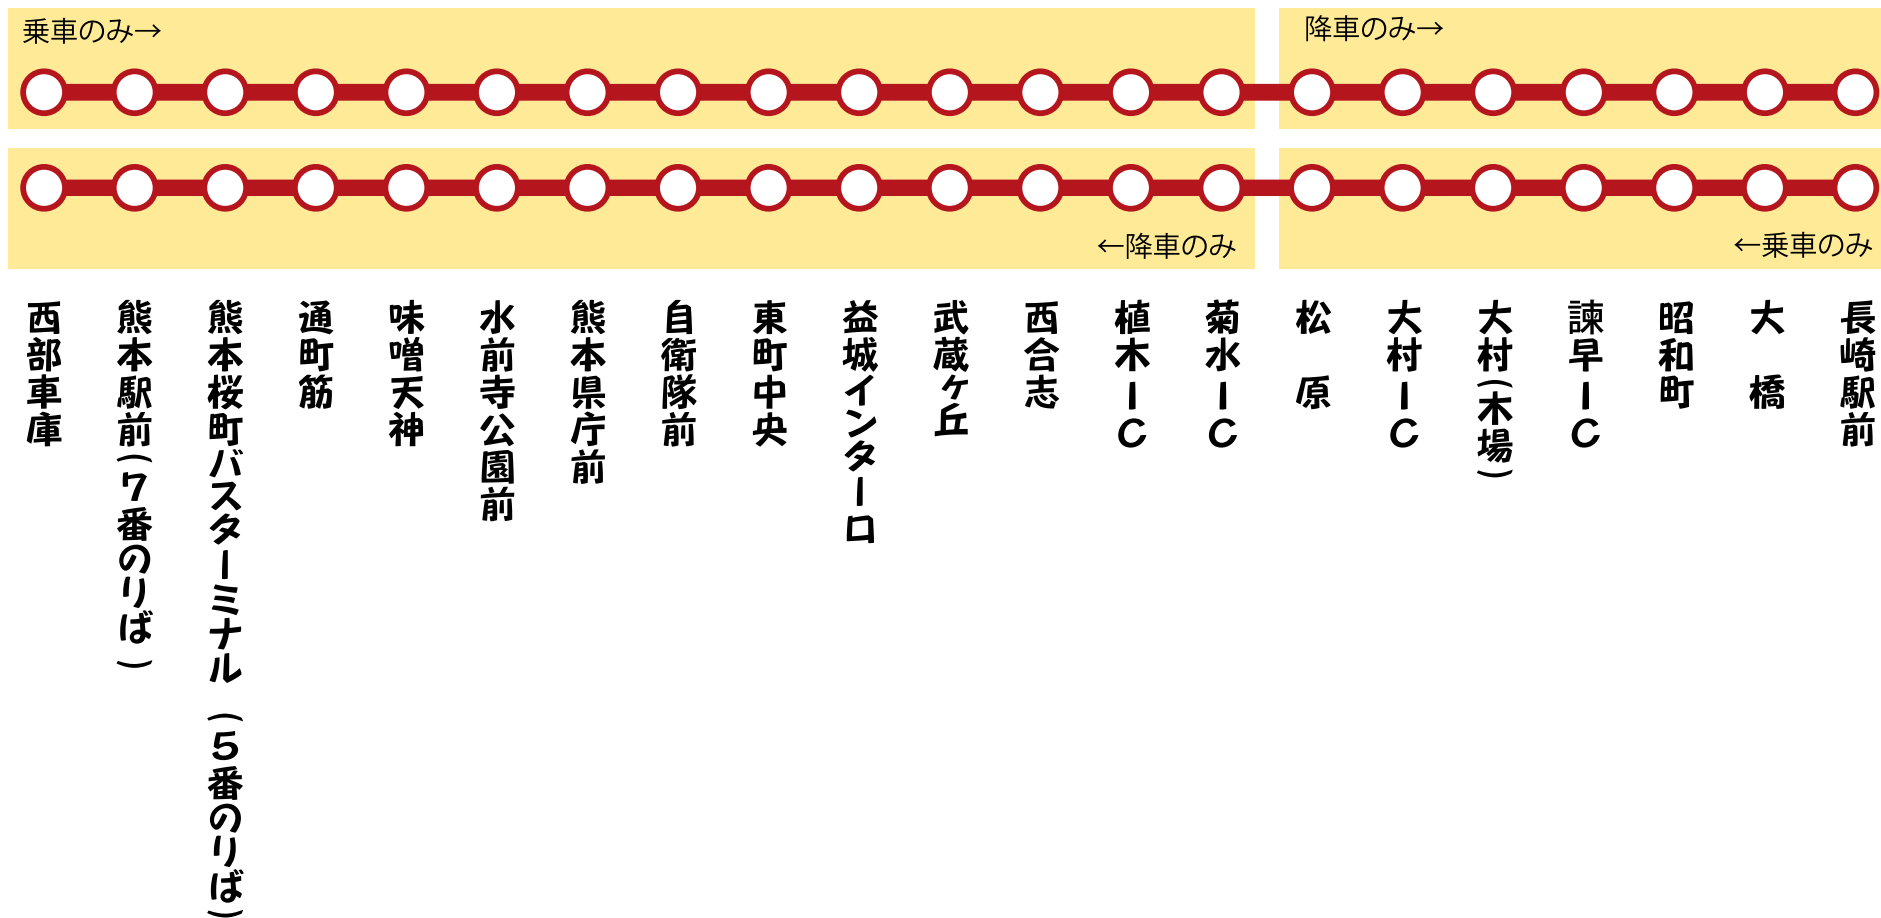 乗車のみ→
降車のみ→
←降車のみ
←乗車のみ
西部車庫
熊本駅前(7番のりば)
熊本桜町バスターミナル (5番のりば)
通町筋
味噌天神
水前寺公園前
熊本県庁前
自衛隊前
東町中央
益城インター口
武蔵ヶ丘
西合志
植木IC
菊水IC
松 原
大村IC
大村(木場)
諫早IC
昭和町
大 橋
長崎駅前